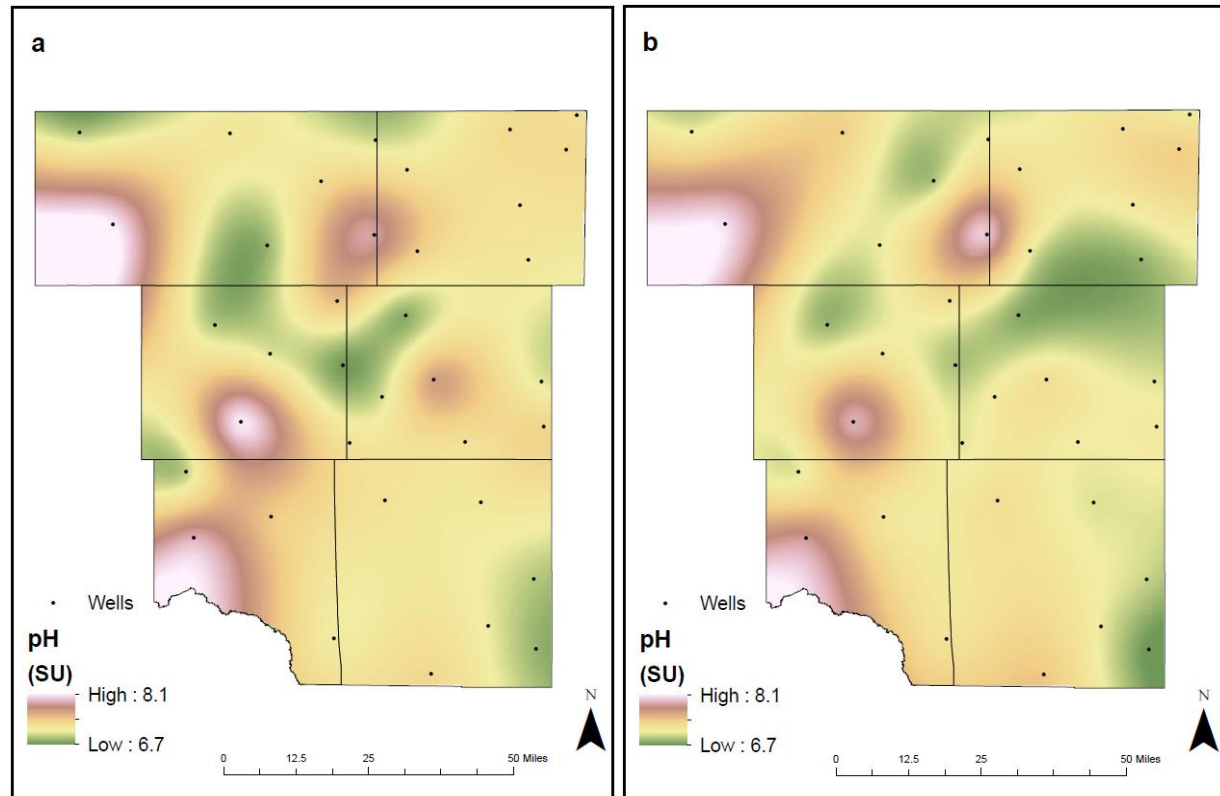 a
Wells
pH
(SU)
High : 8.1
Low : 6.7
N
0 12.5 25 50 Miles
b
Wells
pH
(SU)
High : 8.1
Low : 6.7
N
0 12.5 25 50 Miles